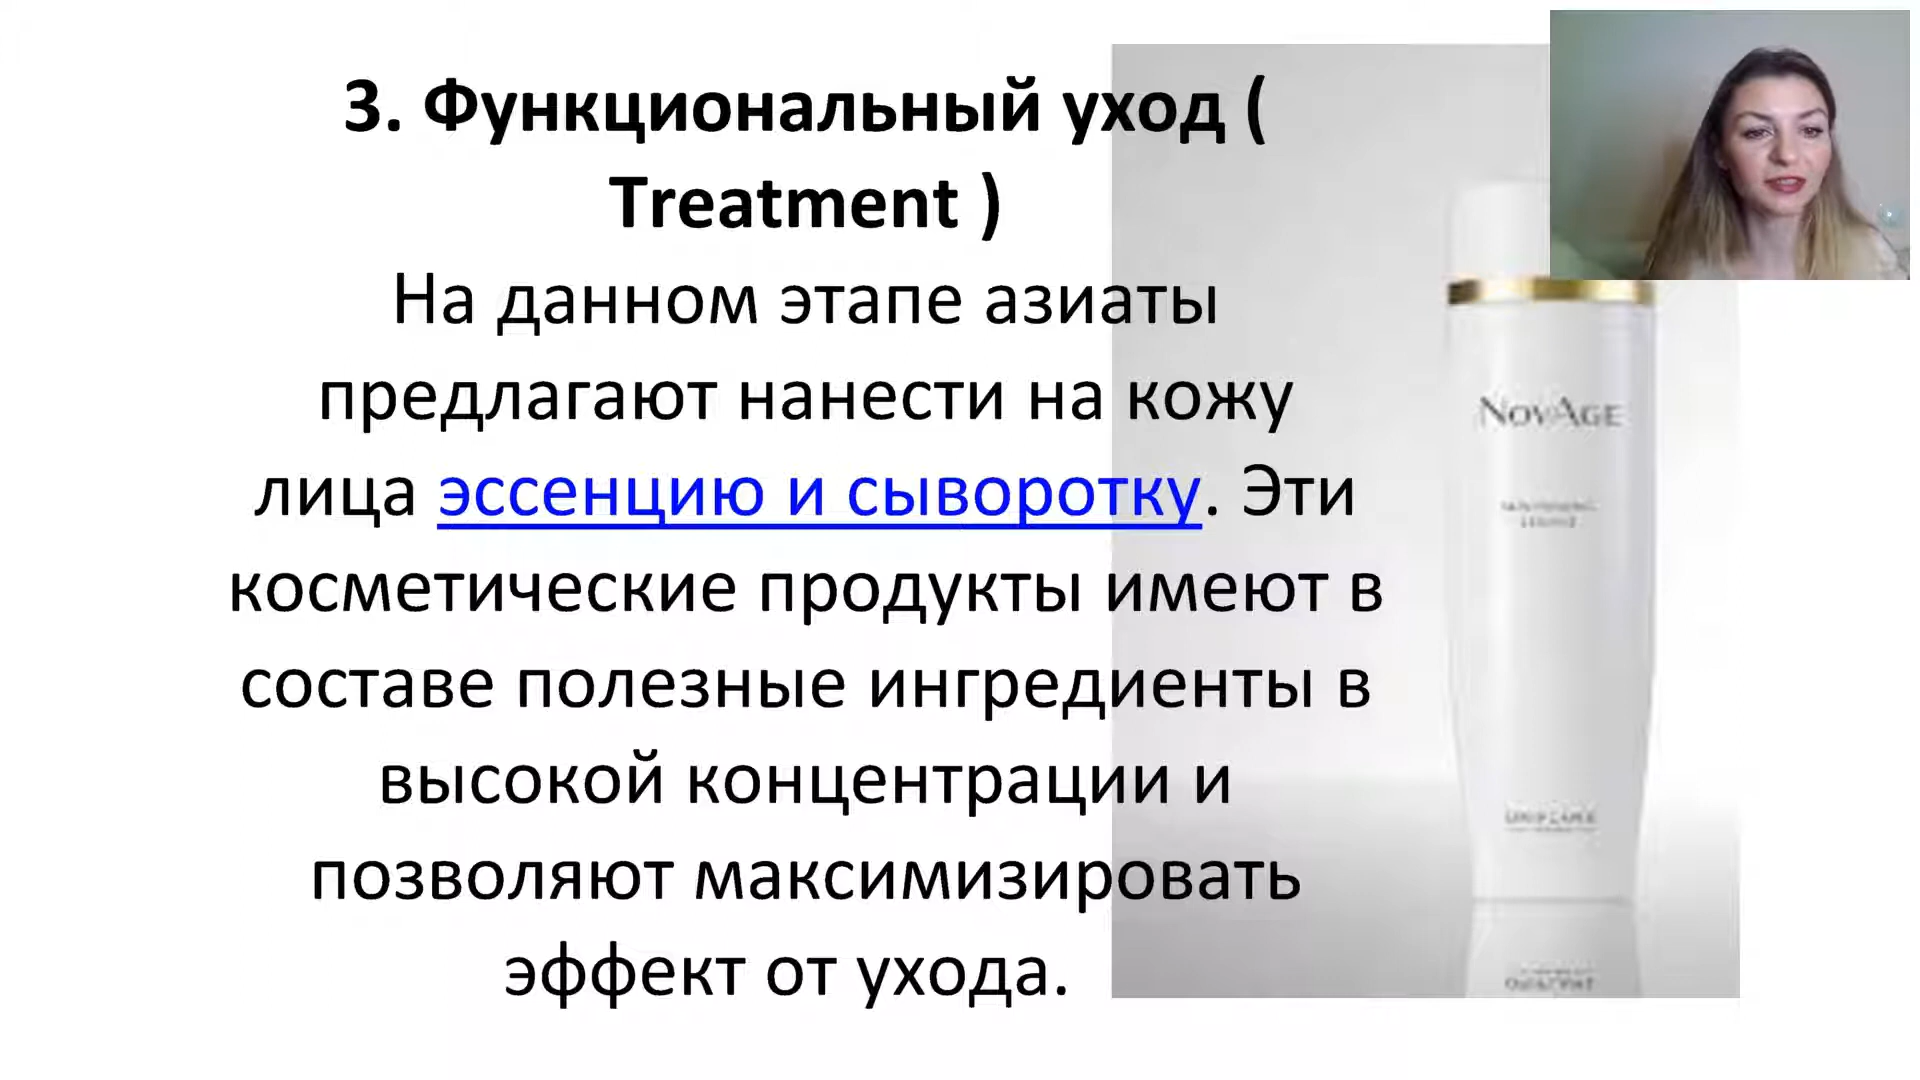 3. Функциональный уход (
Treatment )
На данном этапе азиаты
предлагают нанести на кожу
лица эссенцию и сыворотку. Эти
косметические продукты имеют в
составе полезные ингредиенты в
высокой концентрации и
позволяют максимизировать
эффект от ухода.
NOVAGE
ORIFLAME